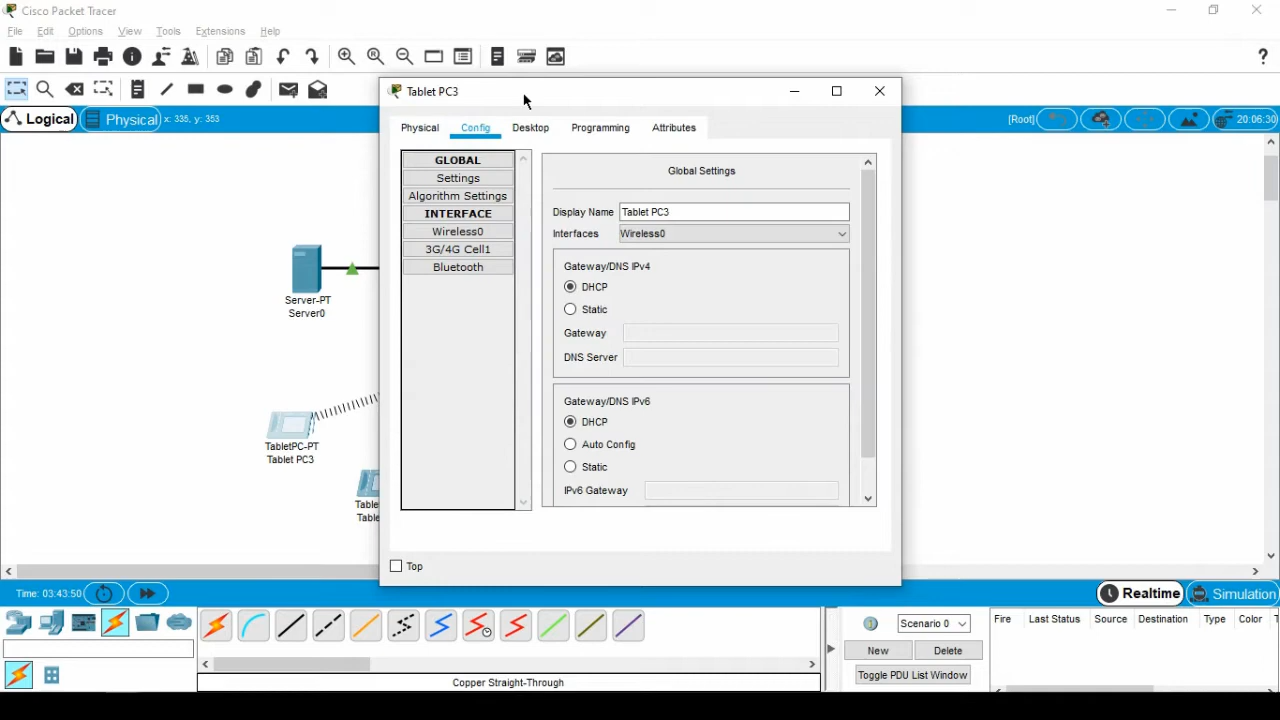 Cisco Packet Tracer
File Edit Options View Tools Extensions Help
Logical Physical x: 335, y: 353 [Root] 20:06:30
Server-PT
Server0
TabletPC-PT
Tablet PC3
Table
Table
Tablet PC3
Physical Config Desktop Programming Attributes
GLOBAL
Settings
Algorithm Settings
INTERFACE
Wireless0
3G/4G Cell1
Bluetooth
Global Settings
Display Name Tablet PC3
Interfaces Wireless0
Gateway/DNS IPv4
DHCP
Static
Gateway
DNS Server
Gateway/DNS IPv6
DHCP
Auto Config
Static
IPv6 Gateway
Top
Time: 03:43:50 Realtime Simulation
Scenario 0
New Delete
Toggle PDU List Window
Fire Last Status Source Destination Type Color T
Copper Straight-Through